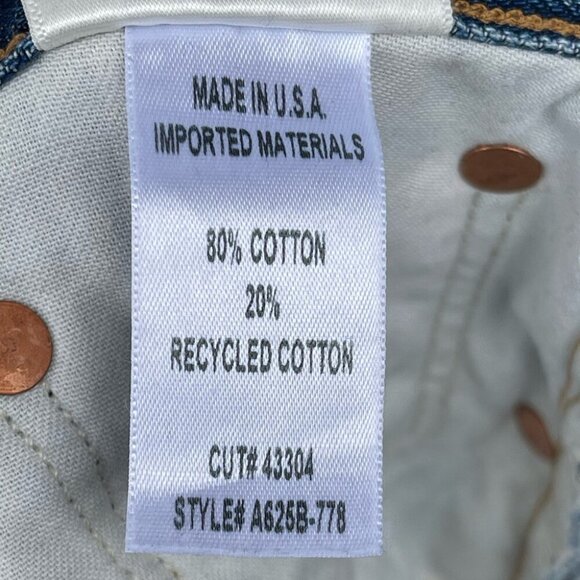 MADE IN U.S.A.
IMPORTED MATERIALS
80% COTTON
20%
RECYCLED COTTON
CUT# 43304
STYLE# A625B-778